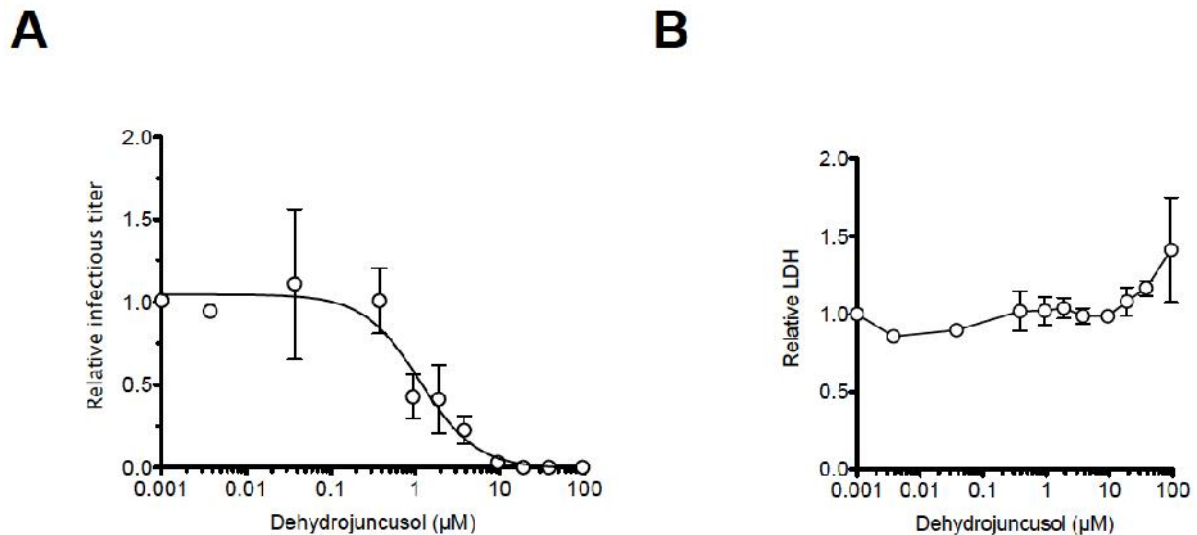 A
B
2.0
1.5
1.0
0.5
0.0
Relative infectious titer
0.001 0.01 0.1 1 10 100
Dehydrojuncusol (µM)
2.0
1.5
1.0
0.5
0.0
Relative LDH
0.001 0.01 0.1 1 10 100
Dehydrojuncusol (µM)